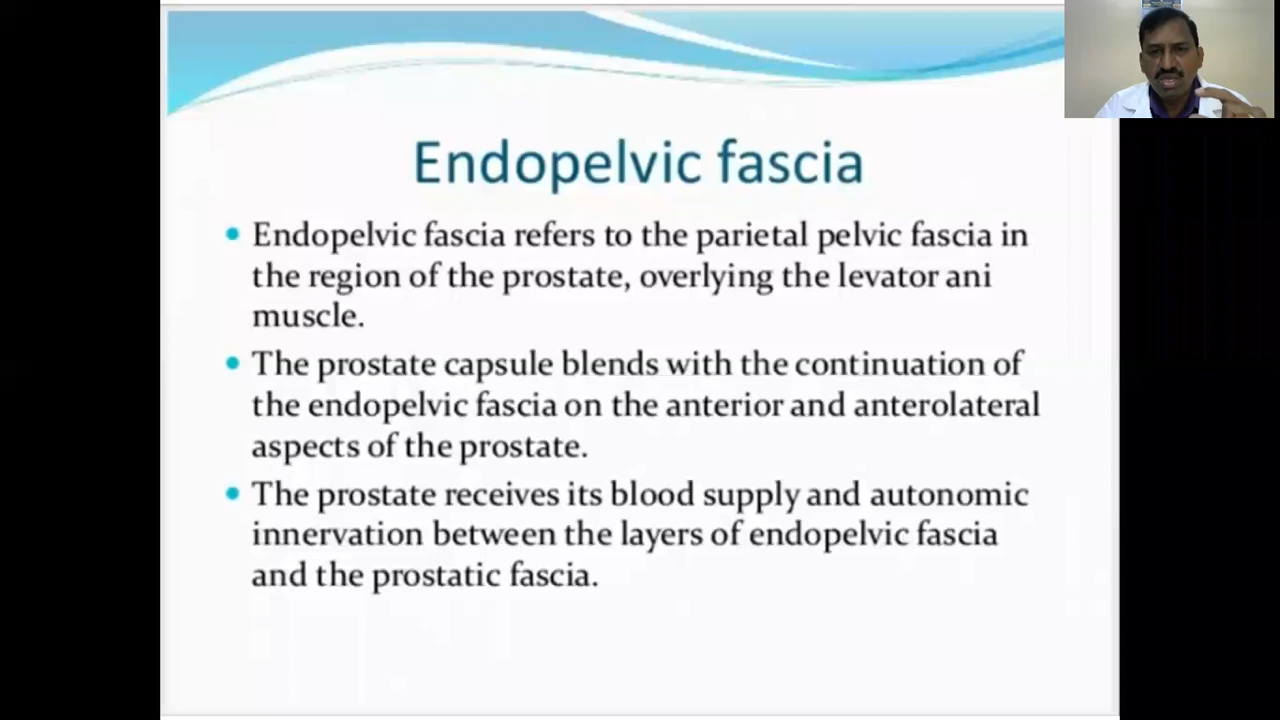 Endopelvic fascia
• Endopelvic fascia refers to the parietal pelvic fascia in
the region of the prostate, overlying the levator ani
muscle.
• The prostate capsule blends with the continuation of
the endopelvic fascia on the anterior and anterolateral
aspects of the prostate.
• The prostate receives its blood supply and autonomic
innervation between the layers of endopelvic fascia
and the prostatic fascia.